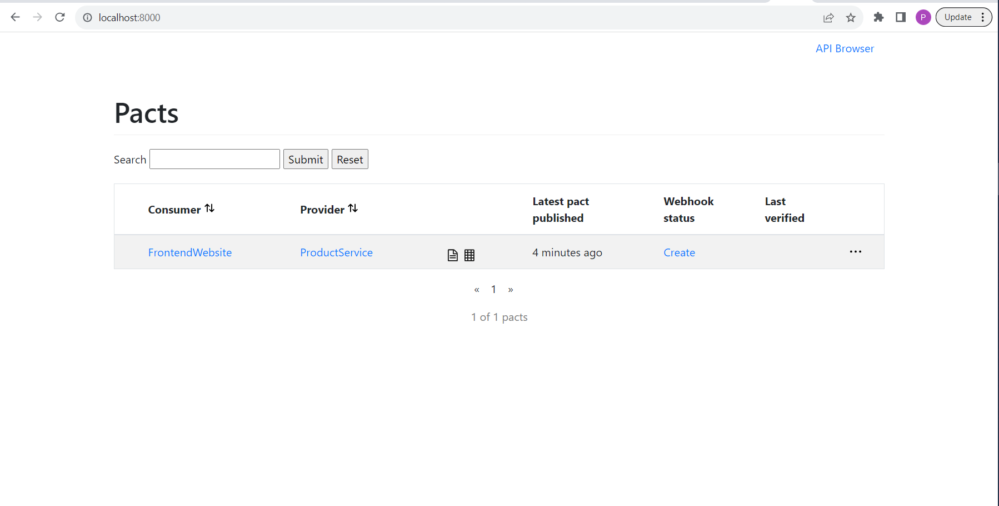 localhost:8000
P
Update
API Browser
Pacts
Search Submit Reset
Consumer Provider Latest pact published Webhook status Last verified
FrontendWebsite ProductService 4 minutes ago Create ...
« 1 »
1 of 1 pacts